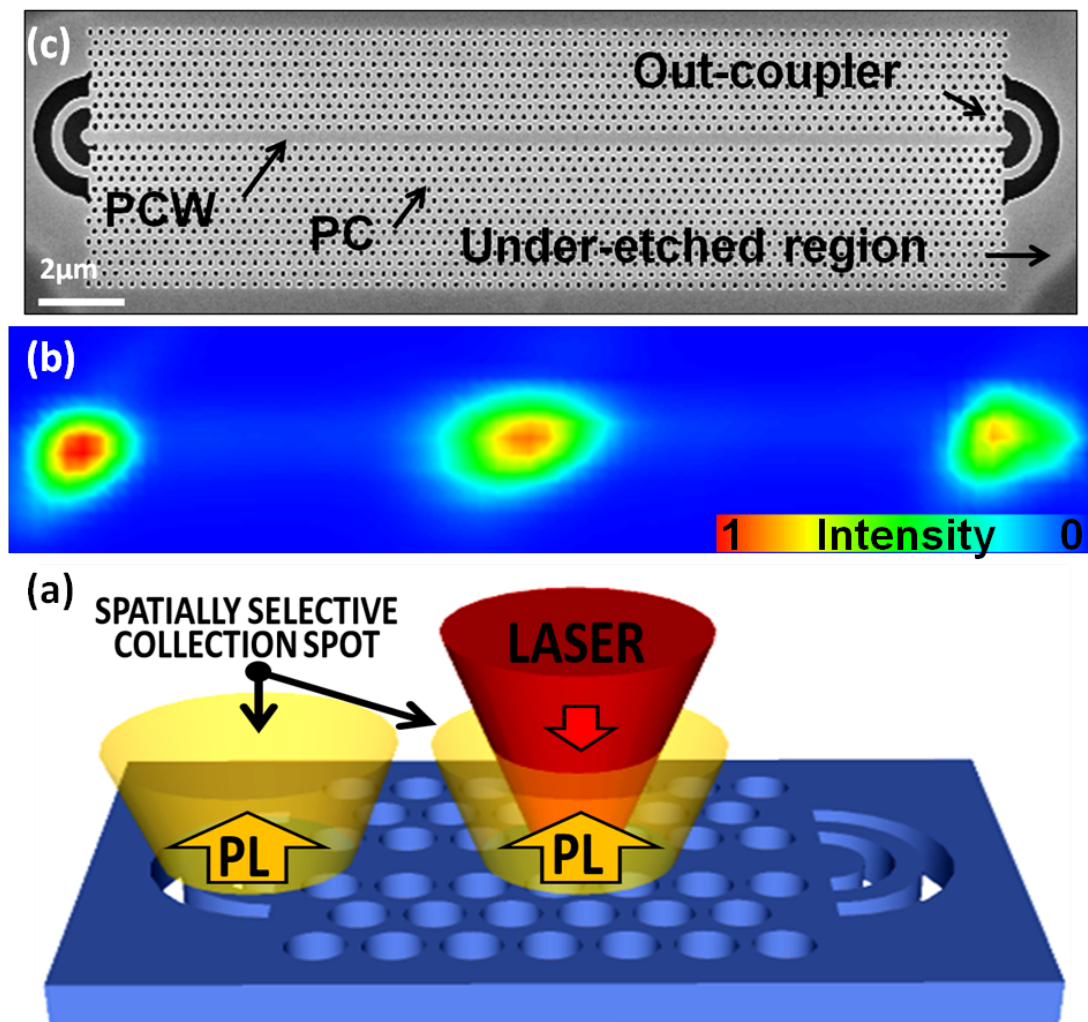 (c)
Out-coupler
PCW
PC
Under-etched region
2µm
(b)
1 Intensity 0
(a)
SPATIALLY SELECTIVE
COLLECTION SPOT
LASER
PL
PL